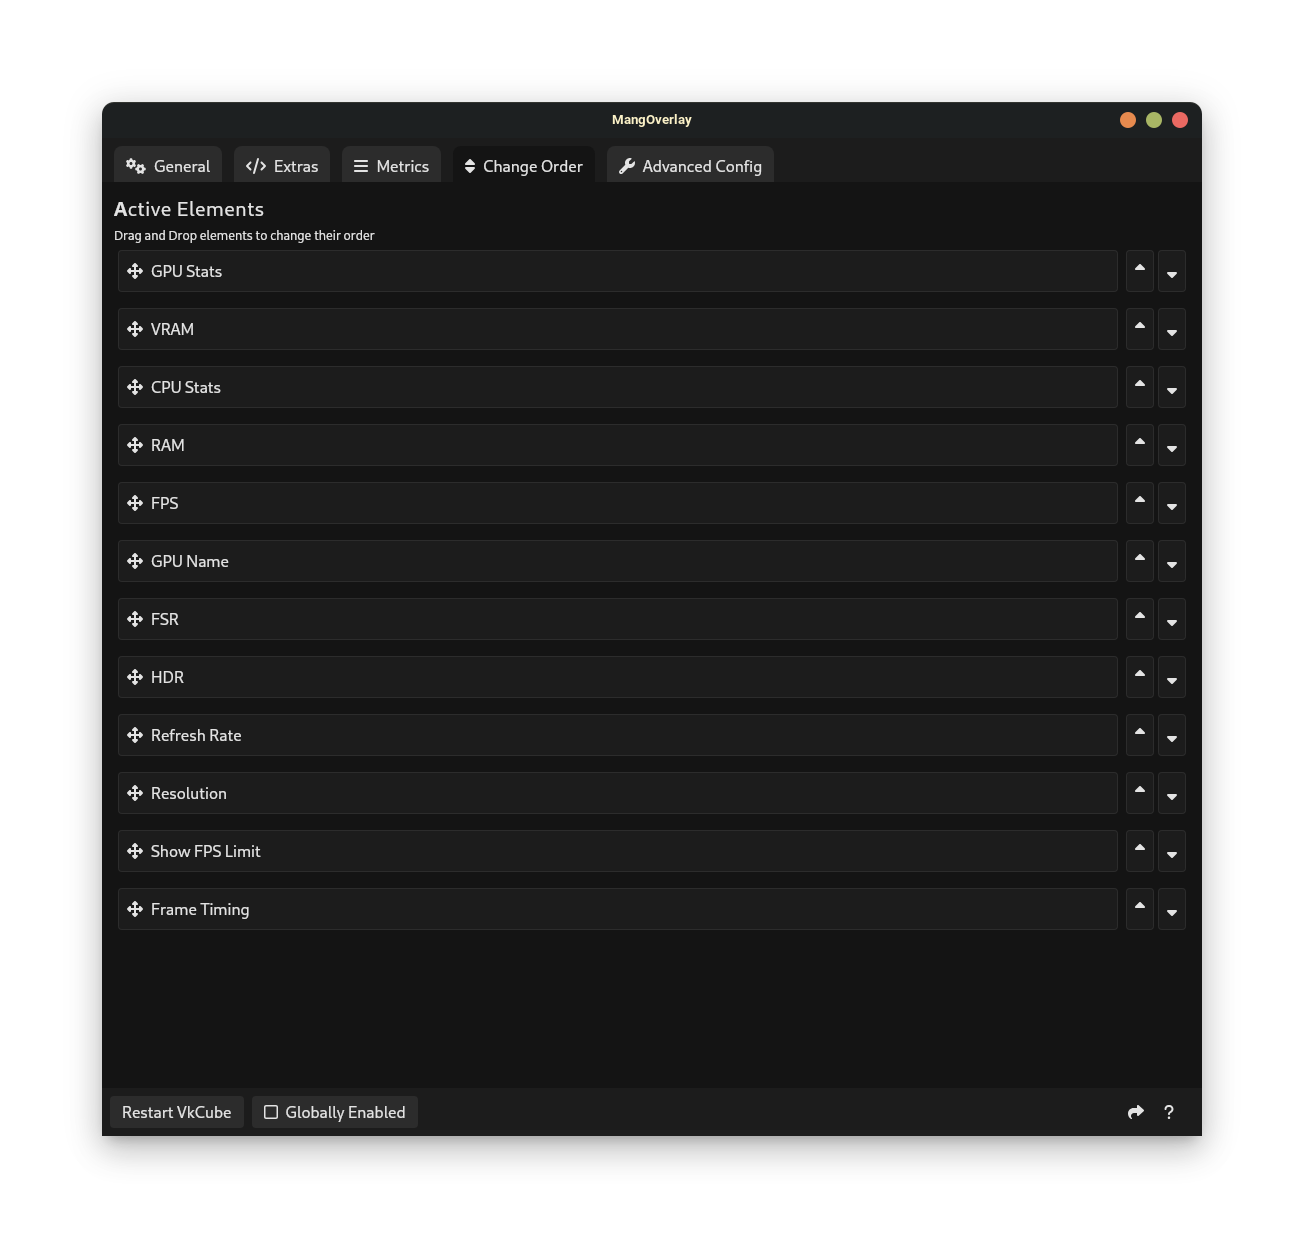 MangOverlay
General
Extras
Metrics
Change Order
Advanced Config
Active Elements
Drag and Drop elements to change their order
GPU Stats
VRAM
CPU Stats
RAM
FPS
GPU Name
FSR
HDR
Refresh Rate
Resolution
Show FPS Limit
Frame Timing
Restart VkCube
Globally Enabled
?